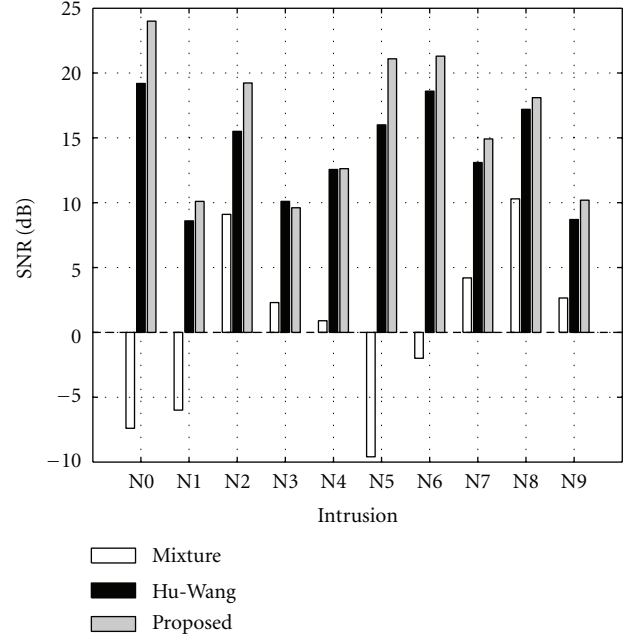 25
20
15
10
5
0
−5
−10
SNR (dB)
N0 N1 N2 N3 N4 N5 N6 N7 N8 N9
Intrusion
Mixture
Hu-Wang
Proposed